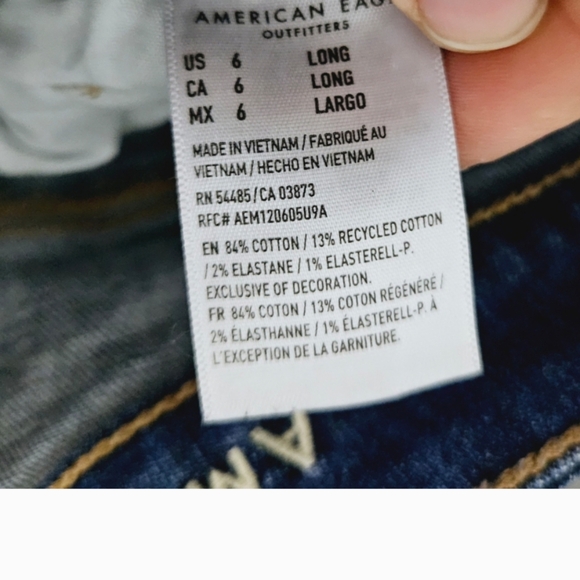 AMERICAN EAG
OUTFITTERS
US 6 LONG
CA 6 LONG
MX 6 LARGO
MADE IN VIETNAM / FABRIQUÉ AU
VIETNAM / HECHO EN VIETNAM
RN 54485 / CA 03873
RFC# AEM120605U9A
EN 84% COTTON / 13% RECYCLED COTTON
/ 2% ELASTANE / 1% ELASTERELL-P.
EXCLUSIVE OF DECORATION.
FR 84% COTON / 13% COTON RÉGÉNÉRÉ /
2% ÉLASTHANNE / 1% ÉLASTERELL-P. À
L'EXCEPTION DE LA GARNITURE.
AM